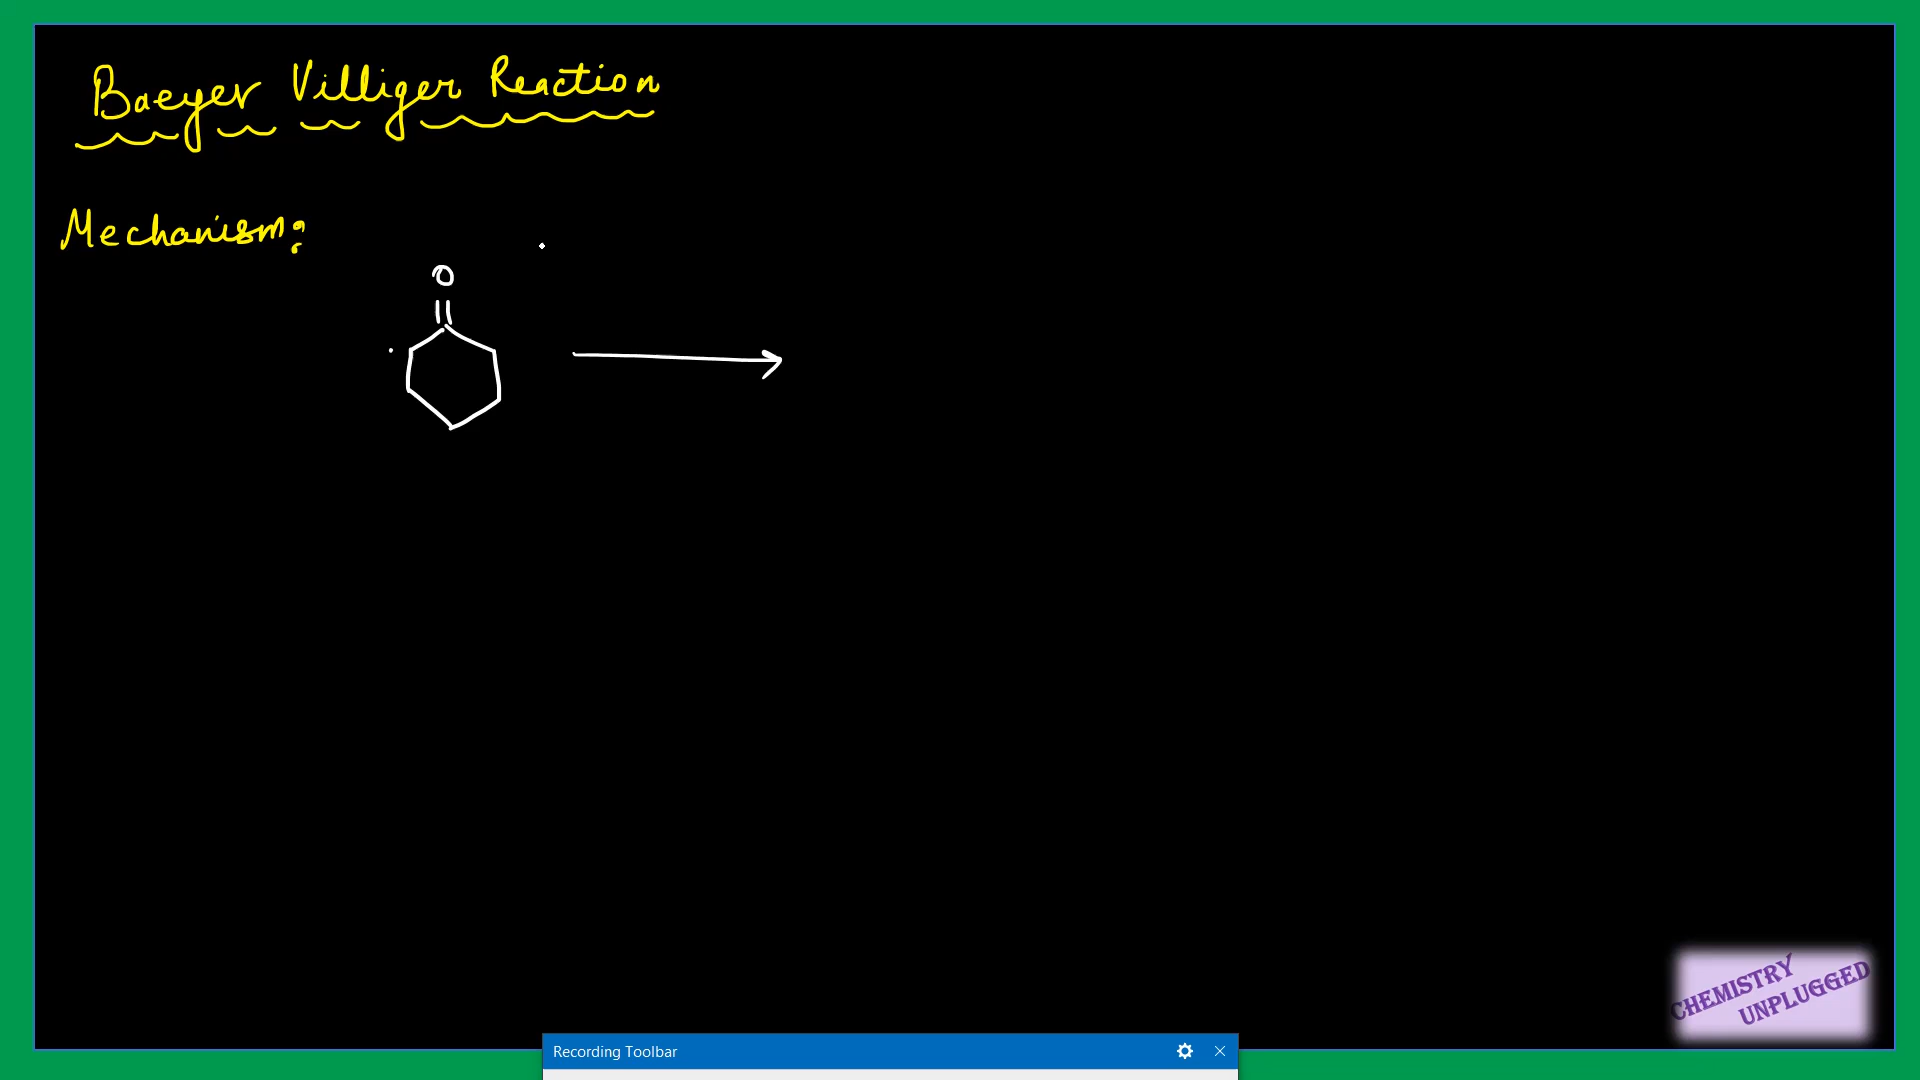 Baeyer Villiger Reaction
Mechanism:
O
CHEMISTRY
UNPLUGGED
Recording Toolbar